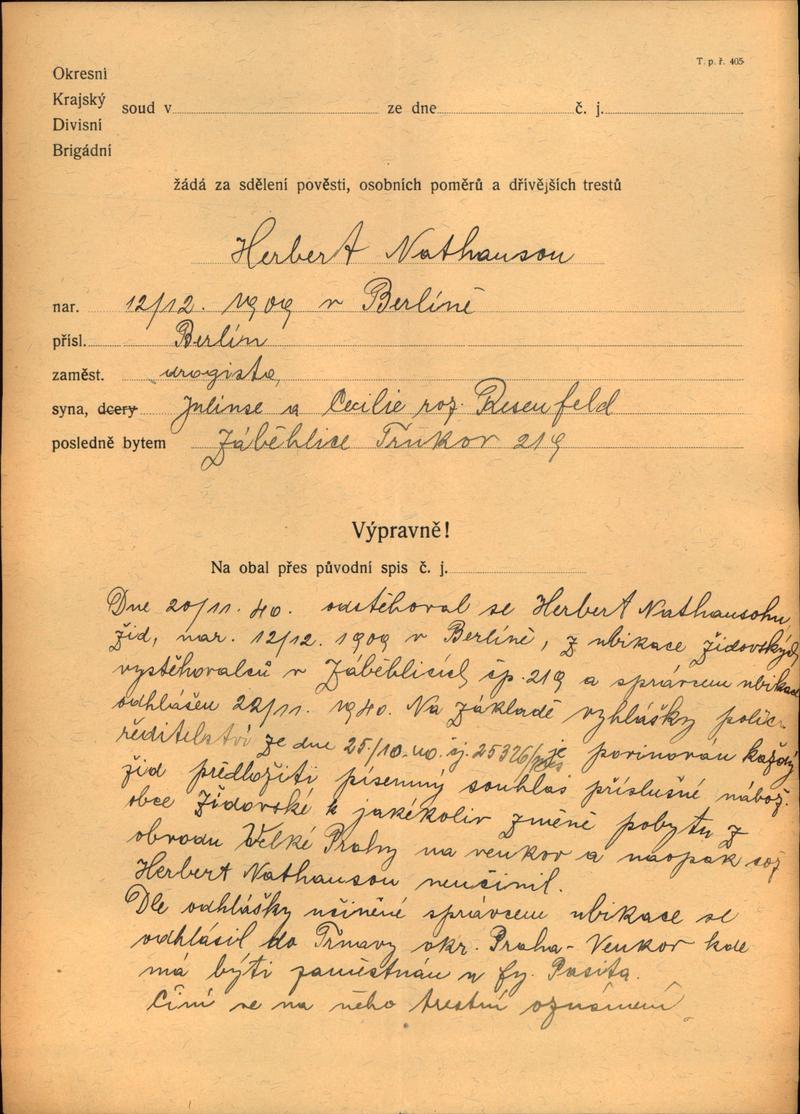 T. p. ř. 405
Okresní
Krajský
Divisní
Brigádní
soud v ze dne č. j.
žádá za sdělení pověsti, osobních poměrů a dřívějších trestů
Herbert Nathanson
nar. 12/12. 1909 v Berlíně
přísl. Berlín
zaměst. drogista,
syna, dcery Juliuse a Cecilie roz. Rosenfeld
posledně bytem Záběhlice 219
Výpravně!
Na obal přes původní spis č. j.
Dne 20/11. 40. odstěhoval se Herbert Nathansohn,
žid, nar. 12/12. 1909 v Berlíně, z ubikace židovských
vystěhovalců v Záběhlicích čp. 219 a správcem ubikace
odhlášen 22/11. 1940. Na základě vyhlášky polic-
ředitelství ze dne 25/10. 40. čj. 25326/ je povinován každý
žid předložiti písemný souhlas příslušné nábož.
obce židovské k jakékoliv změně pobytu z
obvodu Velké Prahy na venkov a naopak což
Herbert Nathanson neučinil.
Dle odhlášky učiněné správcem ubikace se
odhlásil do Trnavy okr. Praha-Venkov kde
má býti zaměstnán u fy.
Činí se na něho trestní oznámení.